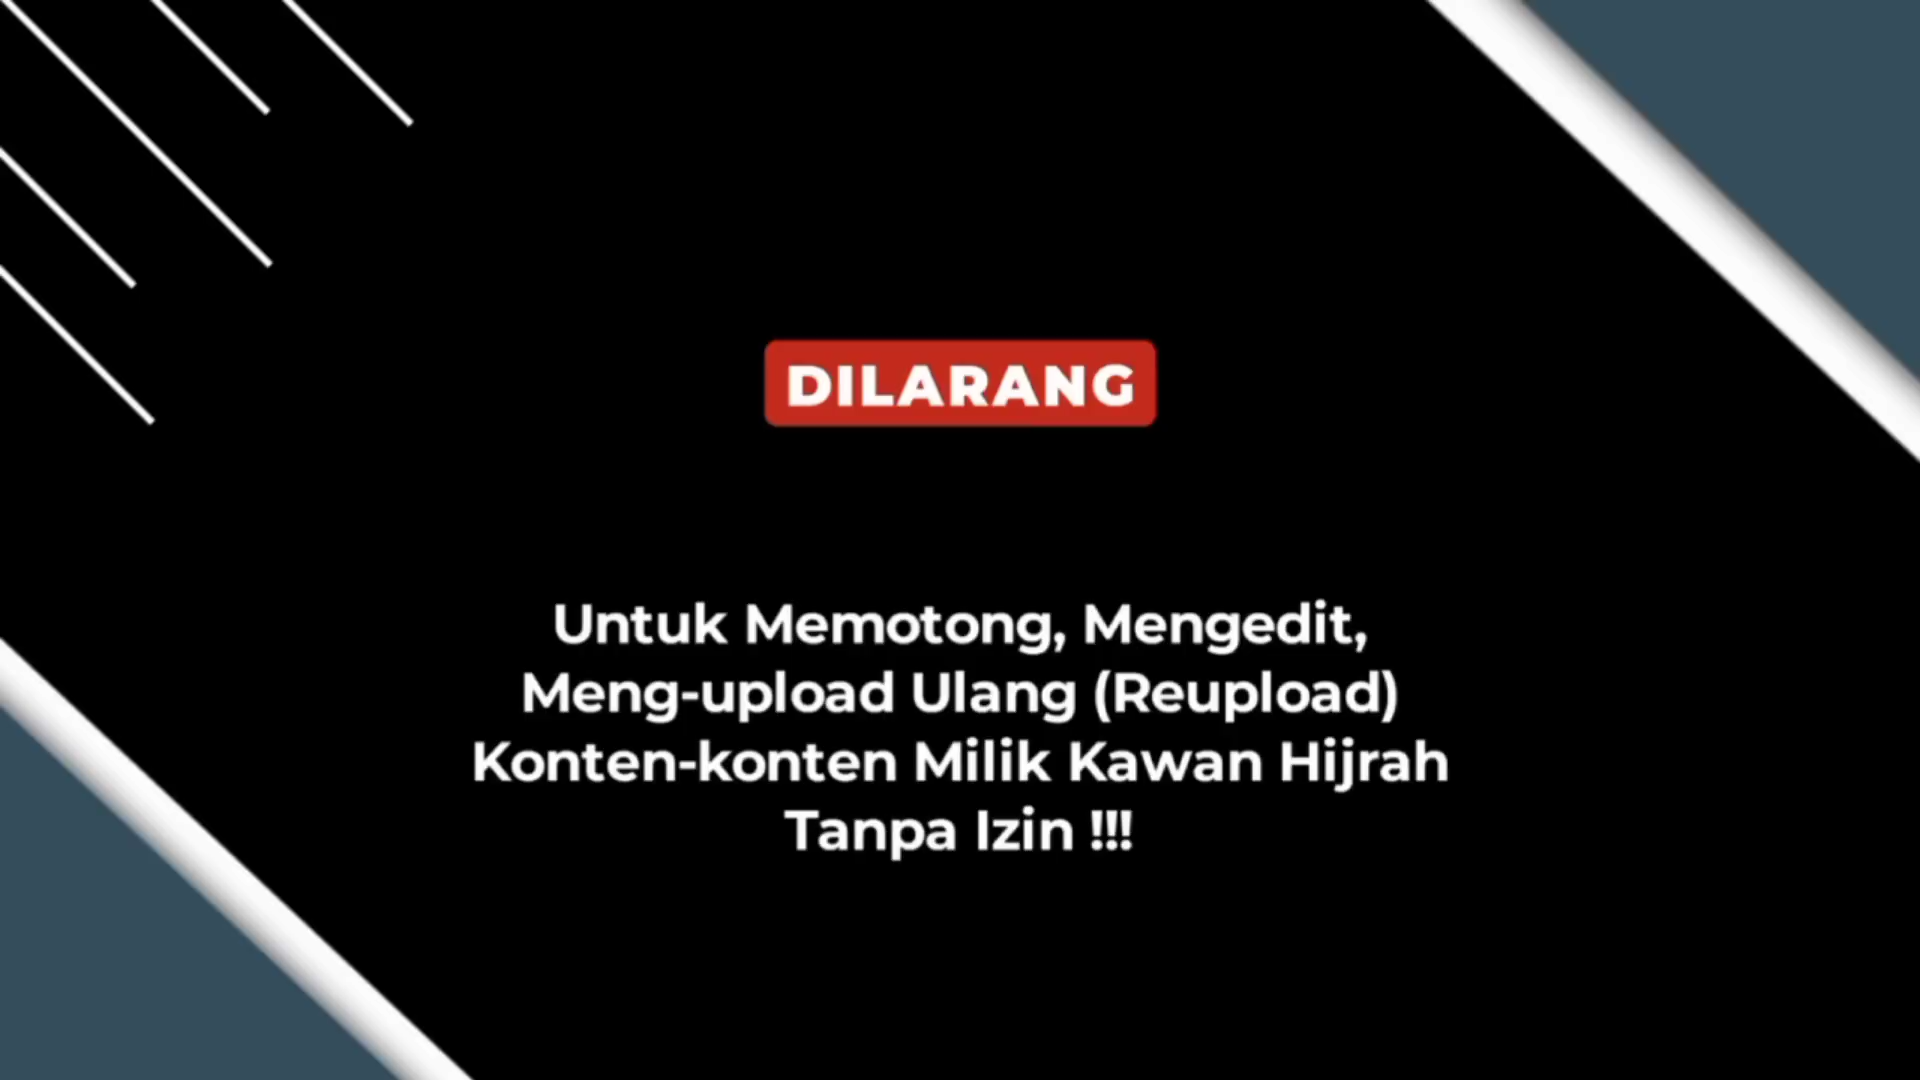 DILARANG
Untuk Memotong, Mengedit,
Meng-upload Ulang (Reupload)
Konten-konten Milik Kawan Hijrah
Tanpa Izin !!!